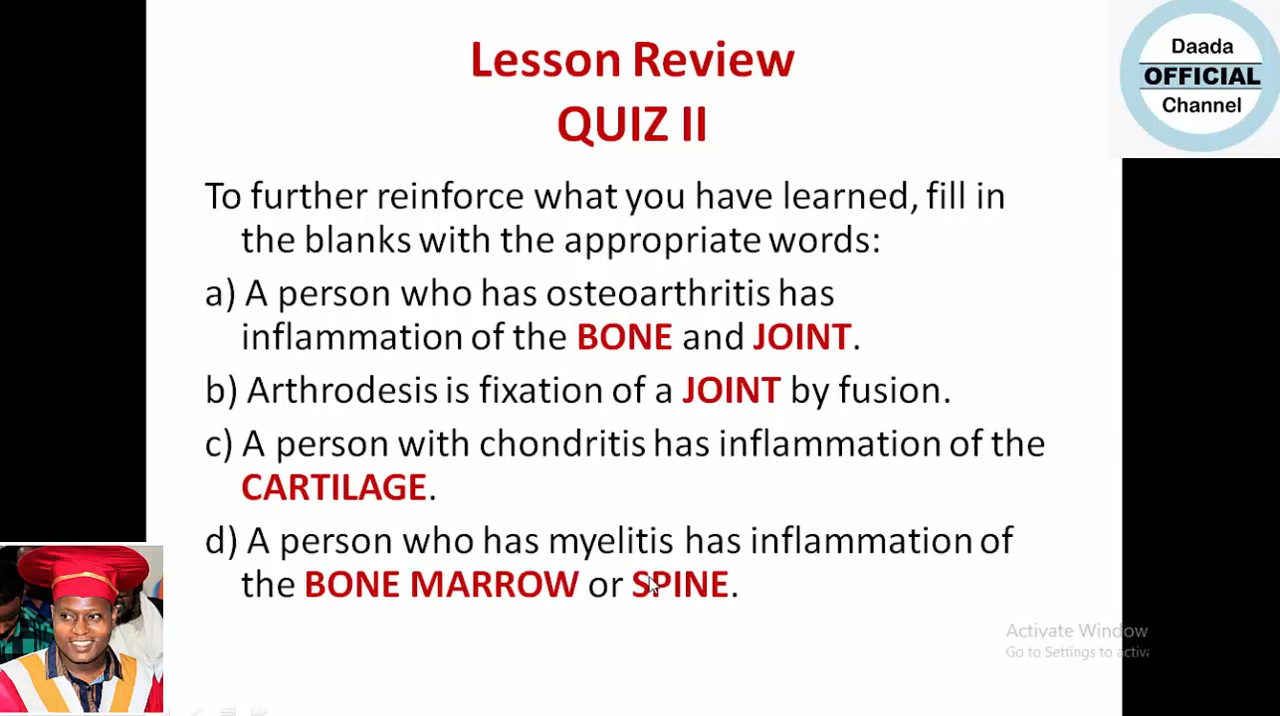 Lesson Review
QUIZ II
Daada
OFFICIAL
Channel
To further reinforce what you have learned, fill in
the blanks with the appropriate words:
a) A person who has osteoarthritis has
inflammation of the BONE and JOINT.
b) Arthrodesis is fixation of a JOINT by fusion.
c) A person with chondritis has inflammation of the
CARTILAGE.
d) A person who has myelitis has inflammation of
the BONE MARROW or SPINE.
Activate Window
Go to Settings to activ